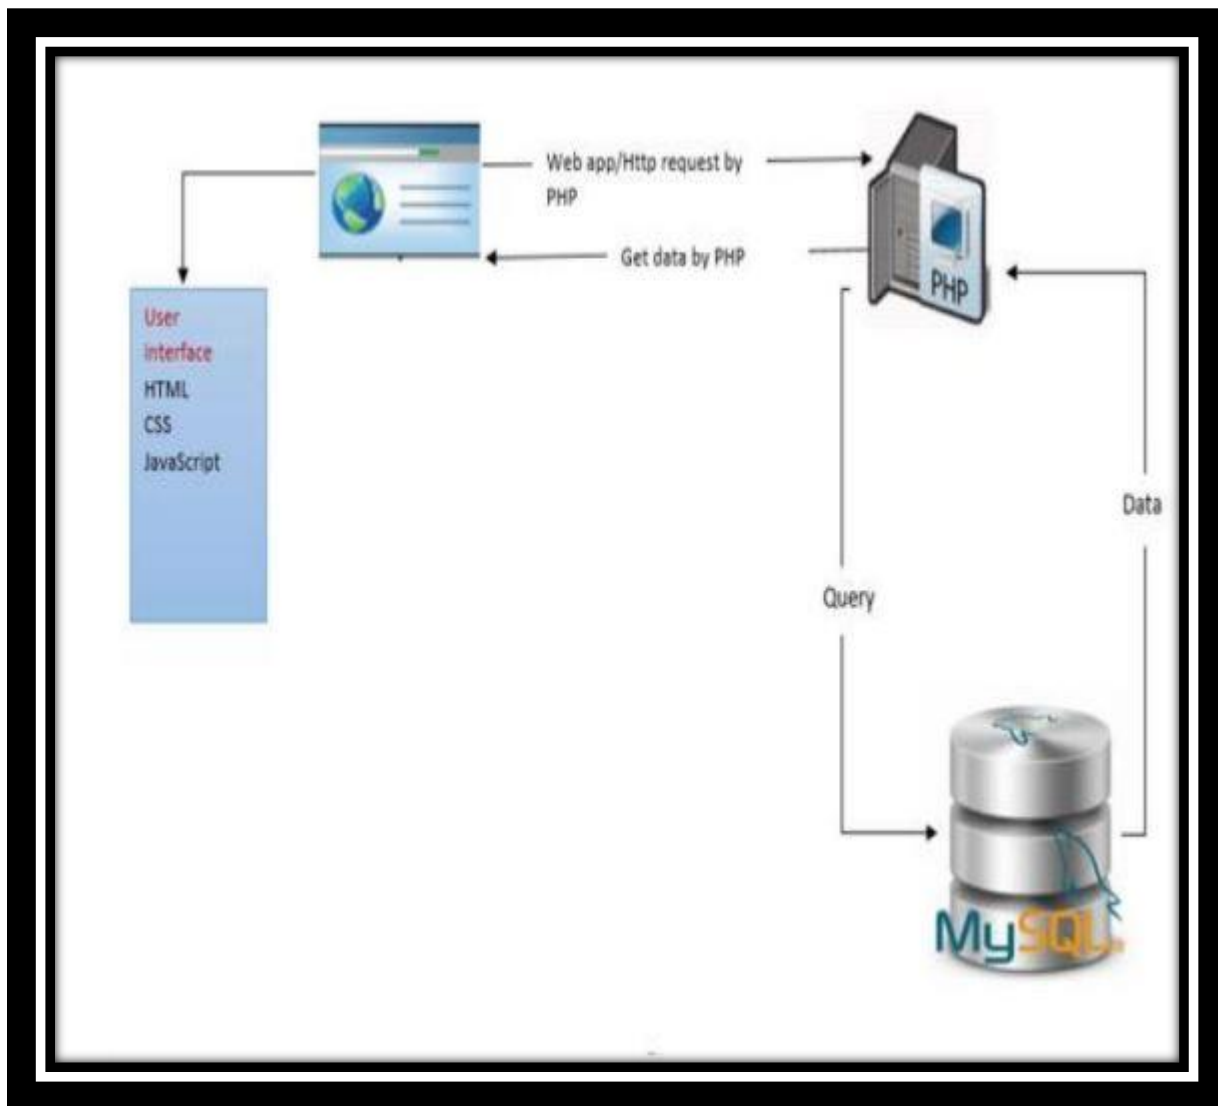 Web app/Http request by
PHP
Get data by PHP
PHP
User
Interface
HTML
CSS
JavaScript
Data
Query
MySQL